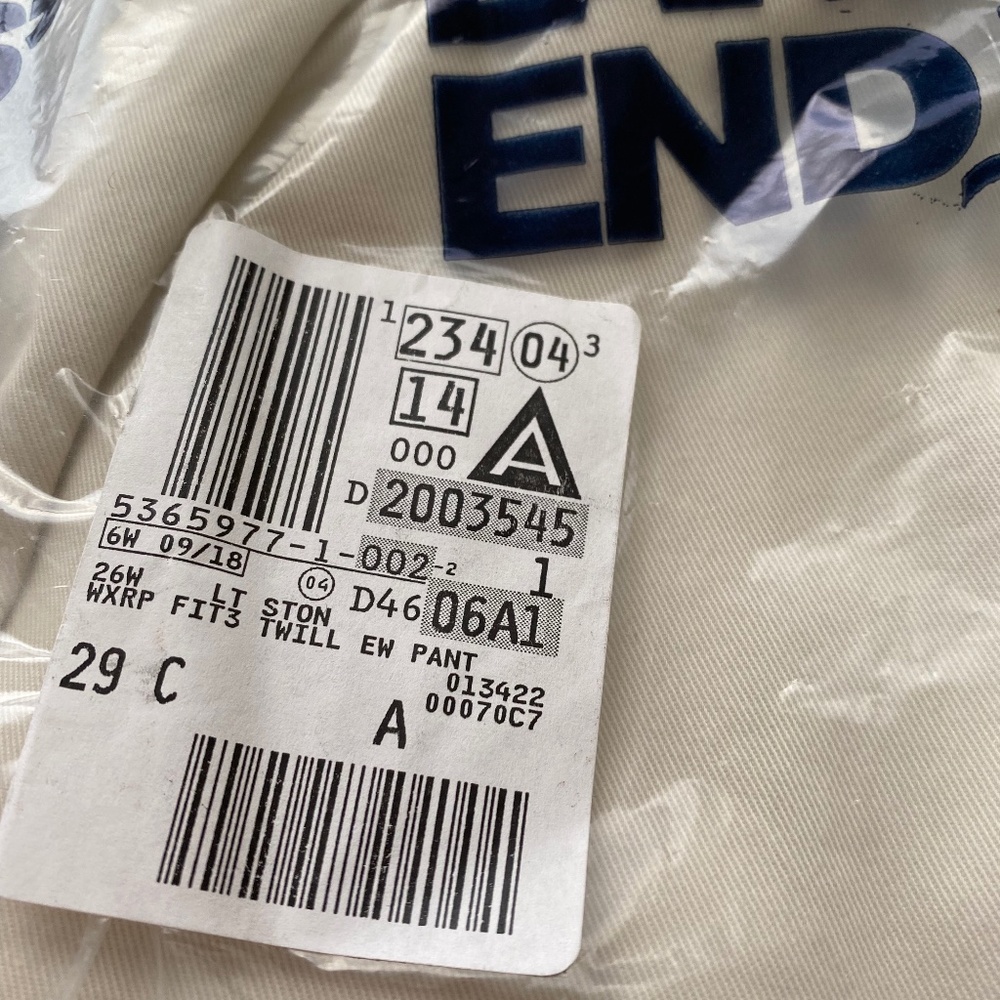 END
1 234 04 3
14 A
000
D 2003545
5365977-1-002-2 1
6W 09/18 04 D46 06A1
26W LT STON
WXRP FIT3 TWILL EW PANT
29 C 013422
A 00070C7